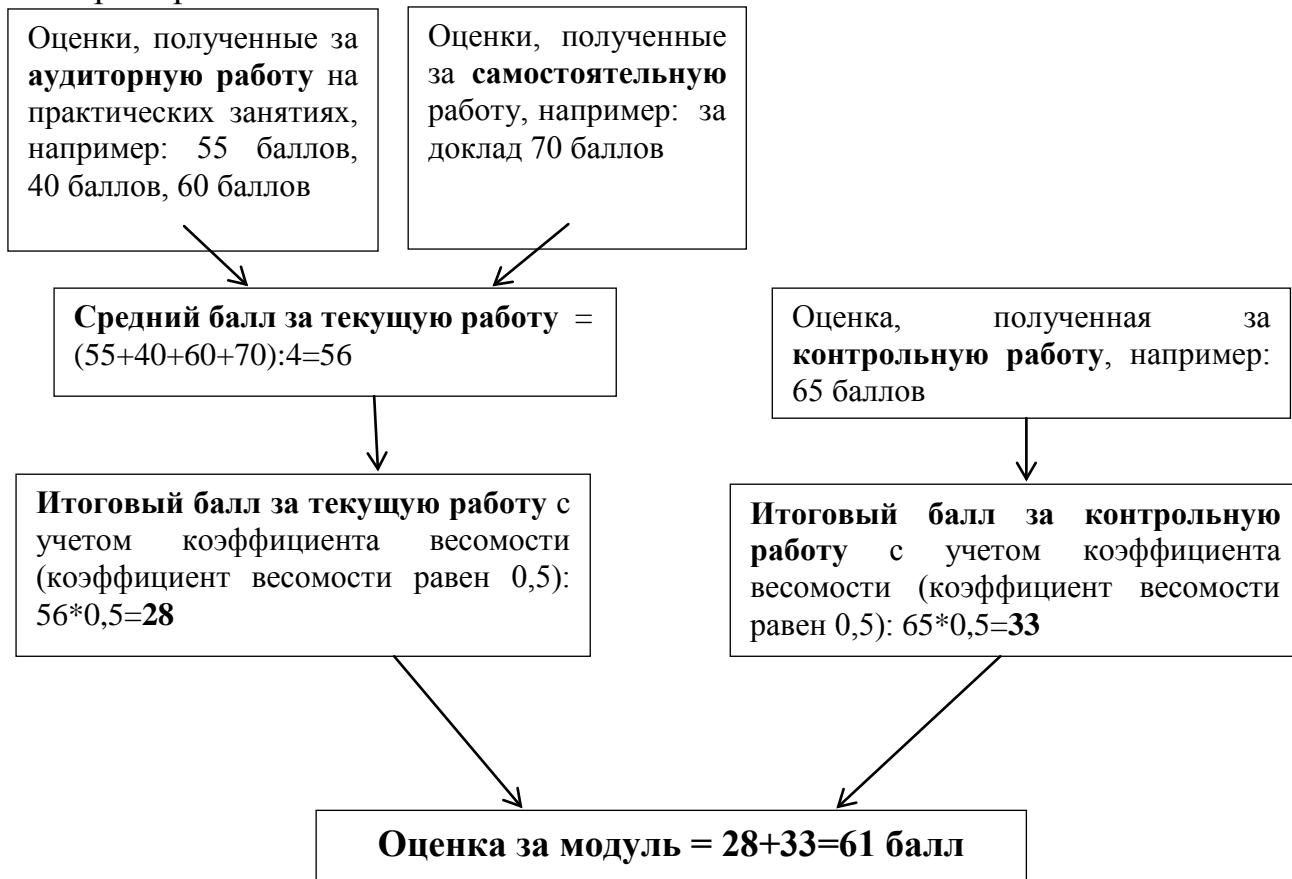 Оценки, полученные за
аудиторную работу на
практических занятиях,
например: 55 баллов,
40 баллов, 60 баллов
Оценки, полученные
за самостоятельную
работу, например: за
доклад 70 баллов
Средний балл за текущую работу =
(55+40+60+70):4=56
Оценка, полученная за
контрольную работу, например:
65 баллов
Итоговый балл за текущую работу с
учетом коэффициента весомости
(коэффициент весомости равен 0,5):
56*0,5=28
Итоговый балл за контрольную
работу с учетом коэффициента
весомости (коэффициент весомости
равен 0,5): 65*0,5=33
Оценка за модуль = 28+33=61 балл